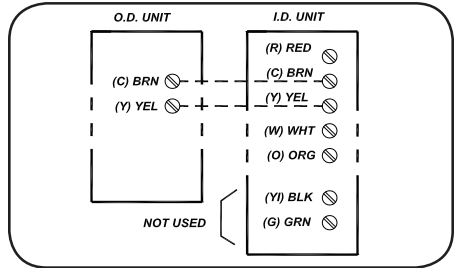 O.D. UNIT
I.D. UNIT
(R) RED
(C) BRN
(C) BRN
(Y) YEL
(Y) YEL
(W) WHT
(O) ORG
(YI) BLK
NOT USED
(G) GRN